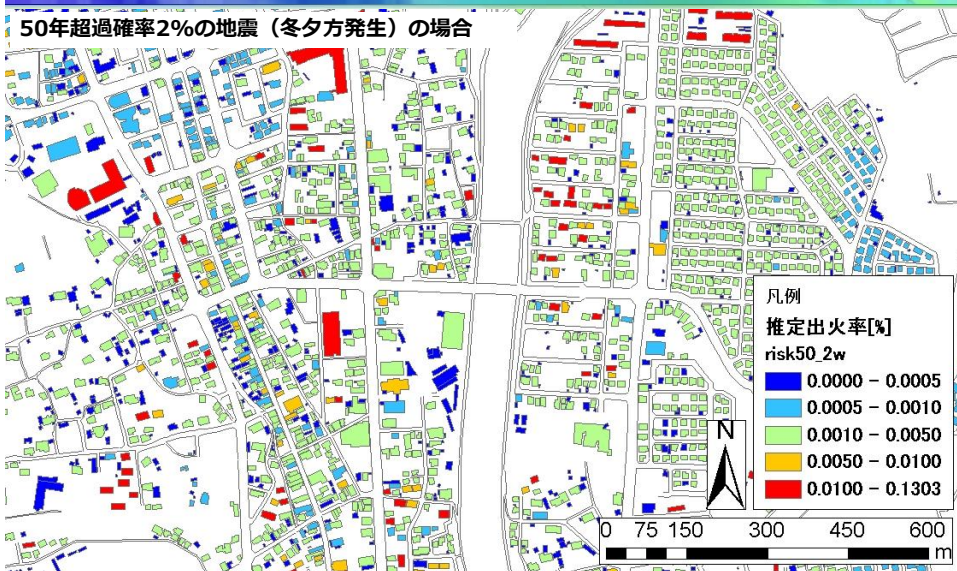 50年超過確率2%の地震（冬夕方発生）の場合
凡例
推定出火率[%]
risk50_2w
0.0000 - 0.0005
0.0005 - 0.0010
0.0010 - 0.0050
0.0050 - 0.0100
0.0100 - 0.1303
N
0 75 150 300 450 600
m